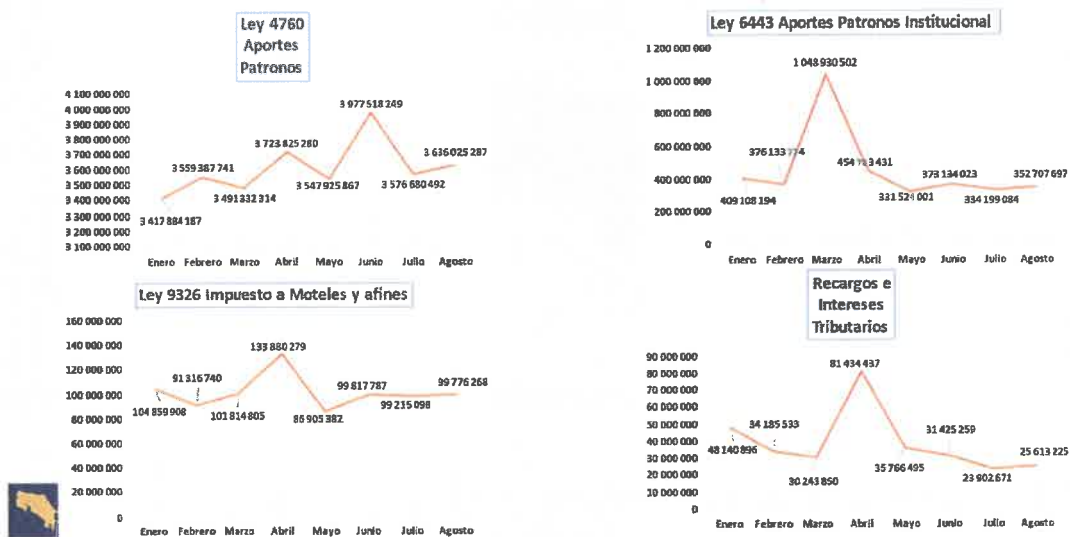 Ley 4760
Aportes
Patronos
4 100 000 000
4 000 000 000
3 900 000 000
3 800 000 000
3 700 000 000
3 600 000 000
3 500 000 000
3 400 000 000
3 300 000 000
3 200 000 000
3 100 000 000
3 417 884 187
3 559 387 741
3 491 332 314
3 723 825 280
3 547 925 867
3 977 518 249
3 576 680 492
3 636 025 287
Enero Febrero Marzo Abril Mayo Junio Julio Agosto
Ley 6443 Aportes Patronos Institucional
1 200 000 000
1 000 000 000
800 000 000
600 000 000
400 000 000
200 000 000
0
409 108 194
376 133 774
1 048 930 502
373 134 023
334 199 084
352 707 697
Enero Febrero Marzo Abril Mayo Junio Julio Agosto
Ley 9326 Impuesto a Moteles y afines
160 000 000
140 000 000
120 000 000
100 000 000
80 000 000
60 000 000
40 000 000
20 000 000
0
104 859 908
91 316 740
101 814 805
133 880 279
86 905 382
99 817 787
99 235 098
99 776 268
Enero Febrero Marzo Abril Mayo Junio Julio Agosto
Recargos e
Intereses
Tributarios
90 000 000
80 000 000
70 000 000
60 000 000
50 000 000
40 000 000
30 000 000
20 000 000
10 000 000
0
48 140 896
34 185 533
30 243 850
81 434 437
35 766 495
31 425 259
23 902 671
25 613 225
Enero Febrero Marzo Abril Mayo Junio Julio Agosto